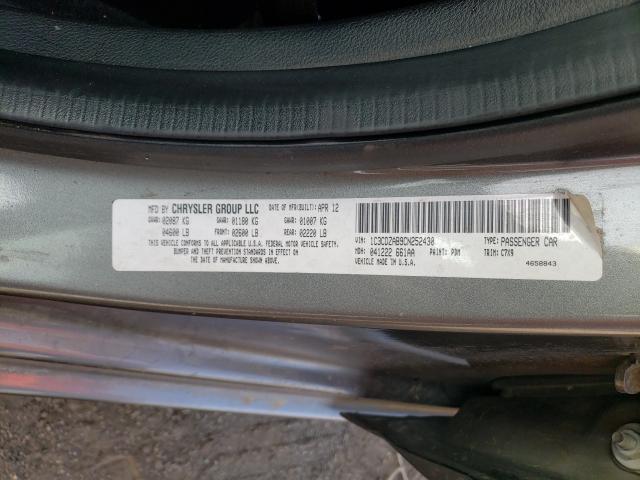 MFD BY CHRYSLER GROUP LLC DATE OF MFR(BUILT): APR 12
GVWR: 02087 KG GAWR: 01180 KG GAWR: 01007 KG
04600 LB FRONT: 02600 LB REAR: 02220 LB
THIS VEHICLE CONFORMS TO ALL APPLICABLE U.S.A. FEDERAL MOTOR VEHICLE SAFETY,
BUMPER AND THEFT PREVENTION STANDARDS IN EFFECT ON
THE DATE OF MANUFACTURE SHOWN ABOVE.
VIN: 1C3CDZAB9CN252430 TYPE: PASSENGER CAR
MDH: 041222 661AA PAINT: PDM TRIM: C7X9
VEHICLE MADE IN U.S.A. 4658843